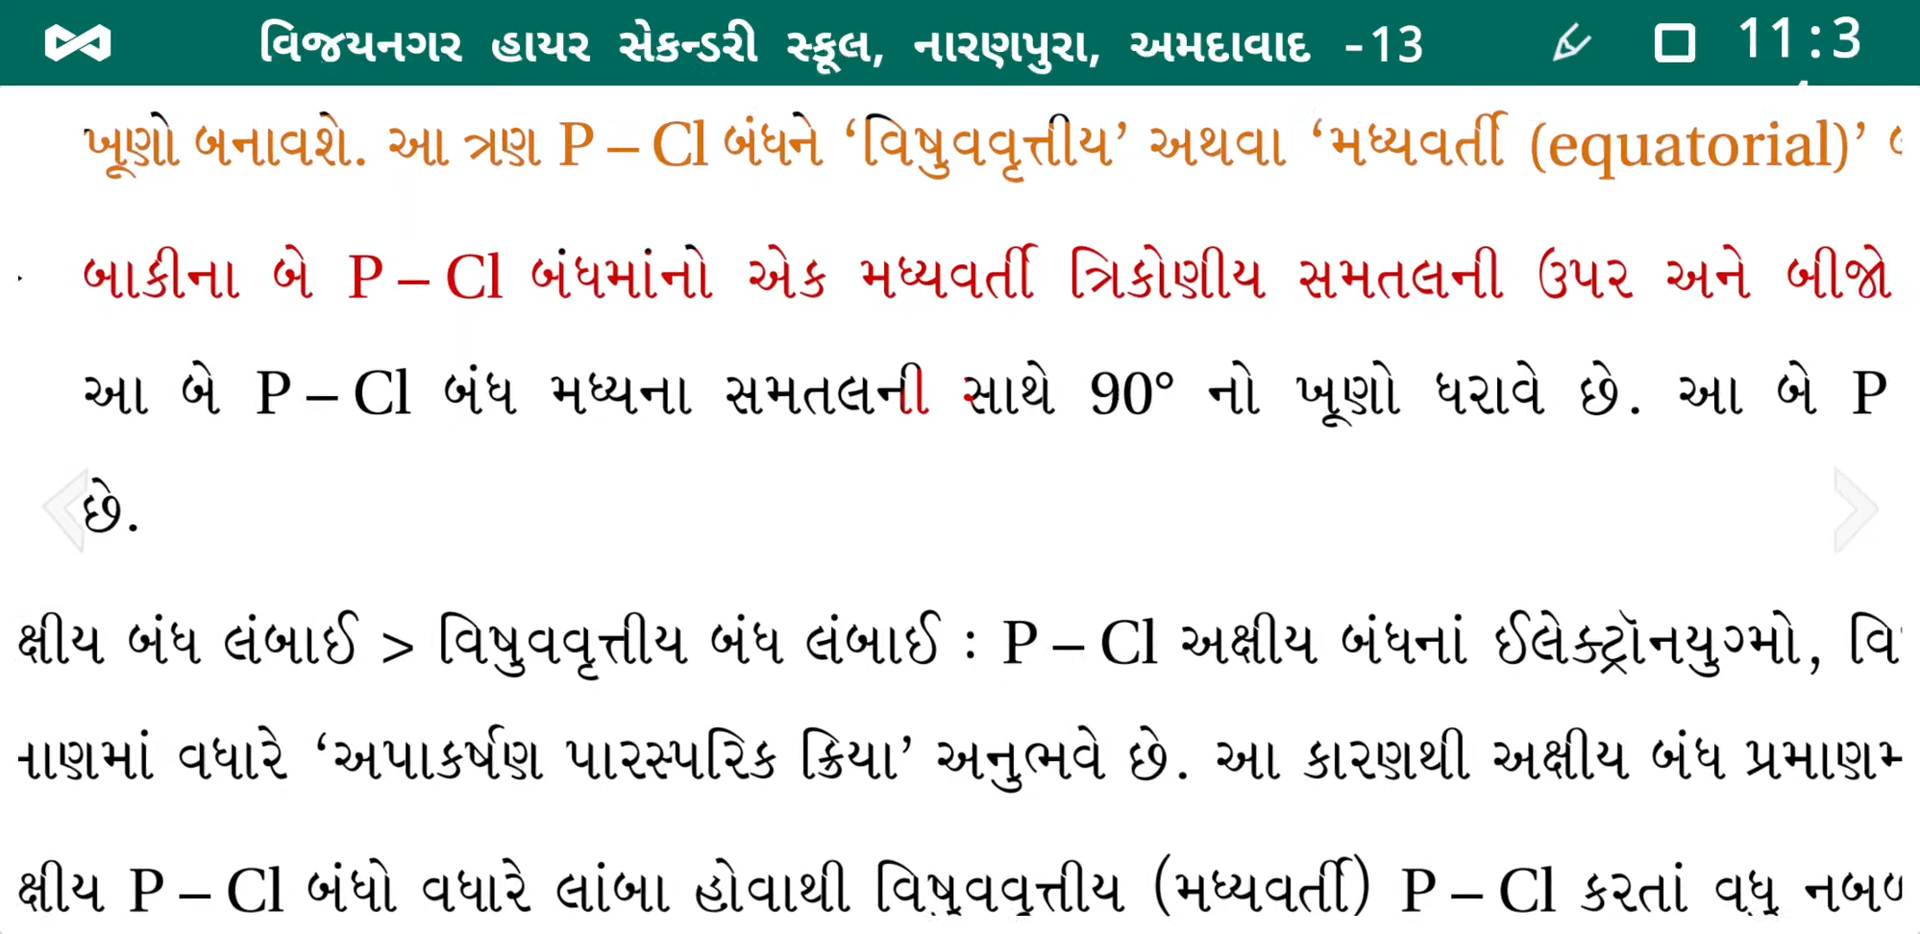 વિજયનગર હાયર સેકન્ડરી સ્કૂલ, નારણપુરા, અમદાવાદ -13 11:3
ખૂણો બનાવશે. આ ત્રણ P – Cl બંધને ‘વિષુવવૃત્તીય’ અથવા ‘મધ્યવર્તી (equatorial)’
બાકીના બે P – Cl બંધમાંનો એક મધ્યવર્તી ત્રિકોણીય સમતલની ઉપર અને બીજો
આ બે P – Cl બંધ મધ્યના સમતલની સાથે 90° નો ખૂણો ધરાવે છે. આ બે P
છે.
ક્ષીય બંધ લંબાઈ > વિષુવવૃત્તીય બંધ લંબાઈ : P – Cl અક્ષીય બંધનાં ઈલેક્ટ્રૉનયુગ્મો, વિ
નાણમાં વધારે ‘અપાકર્ષણ પારસ્પરિક ક્રિયા’ અનુભવે છે. આ કારણથી અક્ષીય બંધ
ક્ષીય P – Cl બંધો વધારે લાંબા હોવાથી વિષુવવૃત્તીય (મધ્યવર્તી) P – Cl કરતાં વધુ